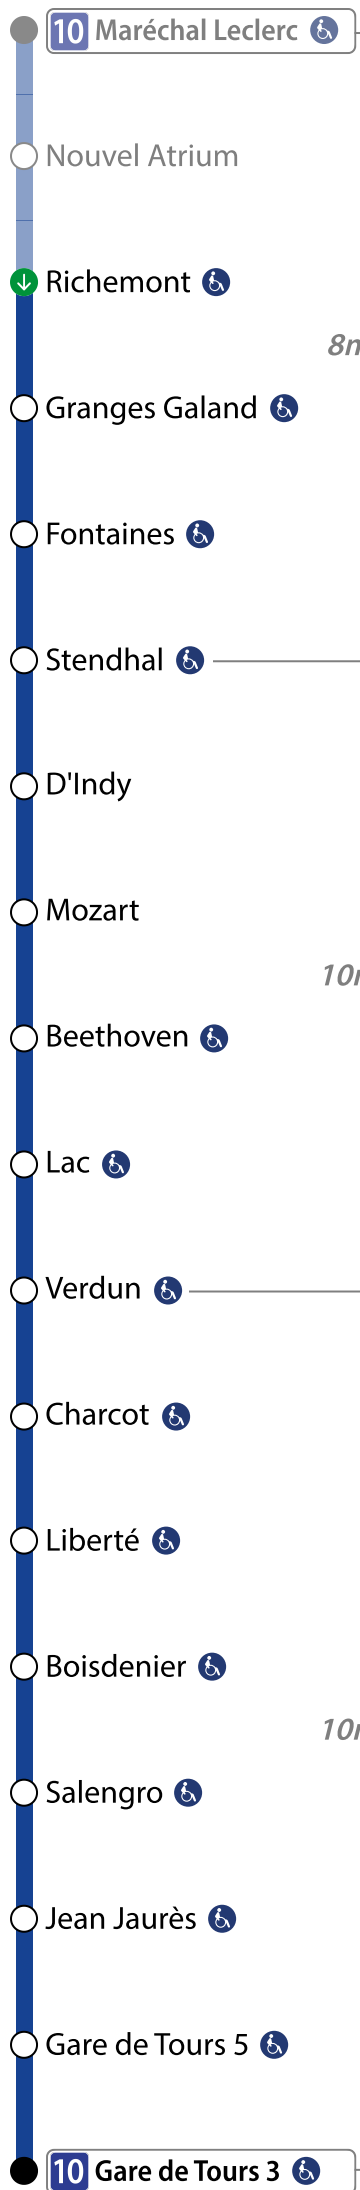 10 Maréchal Leclerc
Nouvel Atrium
Richemont
Granges Galand
Fontaines
Stendhal
D'Indy
Mozart
Beethoven
Lac
Verdun
Charcot
Liberté
Boisdenier
Salengro
Jean Jaurès
Gare de Tours 5
10 Gare de Tours 3